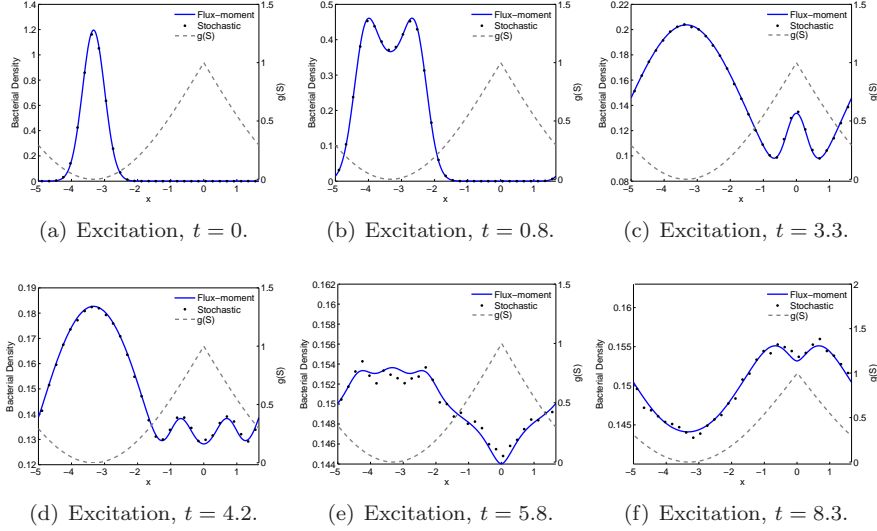 1.4
1.2
1
0.8
0.6
0.4
0.2
0
Bacterial Density
Flux−moment
Stochastic
g(S)
1.5
1
0.5
0
g(S)
−5 −4 −3 −2 −1 0 1
x
(a) Excitation, t = 0.
0.5
0.4
0.3
0.2
0.1
0
Bacterial Density
Flux−moment
Stochastic
g(S)
1.5
1
0.5
0
g(S)
−5 −4 −3 −2 −1 0 1
x
(b) Excitation, t = 0.8.
0.22
0.2
0.18
0.16
0.14
0.12
0.1
0.08
Bacterial Density
3.3
Flux−moment
Stochastic
g(S)
1.5
1
0.5
0
g(S)
−5 −4 −3 −2 −1 0 1
x
(c) Excitation, t = 3.3.
0.19
0.18
0.17
0.16
0.15
0.14
0.13
0.12
Bacterial Density
Flux−moment
Stochastic
g(S)
1.5
1
0.5
0
g(S)
−5 −4 −3 −2 −1 0 1
x
(d) Excitation, t = 4.2.
0.162
0.16
0.158
0.156
0.154
0.152
0.15
0.148
0.146
0.144
Bacterial Density
Flux−moment
Stochastic
g(S)
1.5
1
0.5
0
g(S)
−5 −4 −3 −2 −1 0 1
x
(e) Excitation, t = 5.8.
0.16
0.155
0.15
0.145
Bacterial Density
Flux−moment
Stochastic
g(S)
2
1.5
1
0.5
0
g(S)
−5 −4 −3 −2 −1 0 1
x
(f) Excitation, t = 8.3.